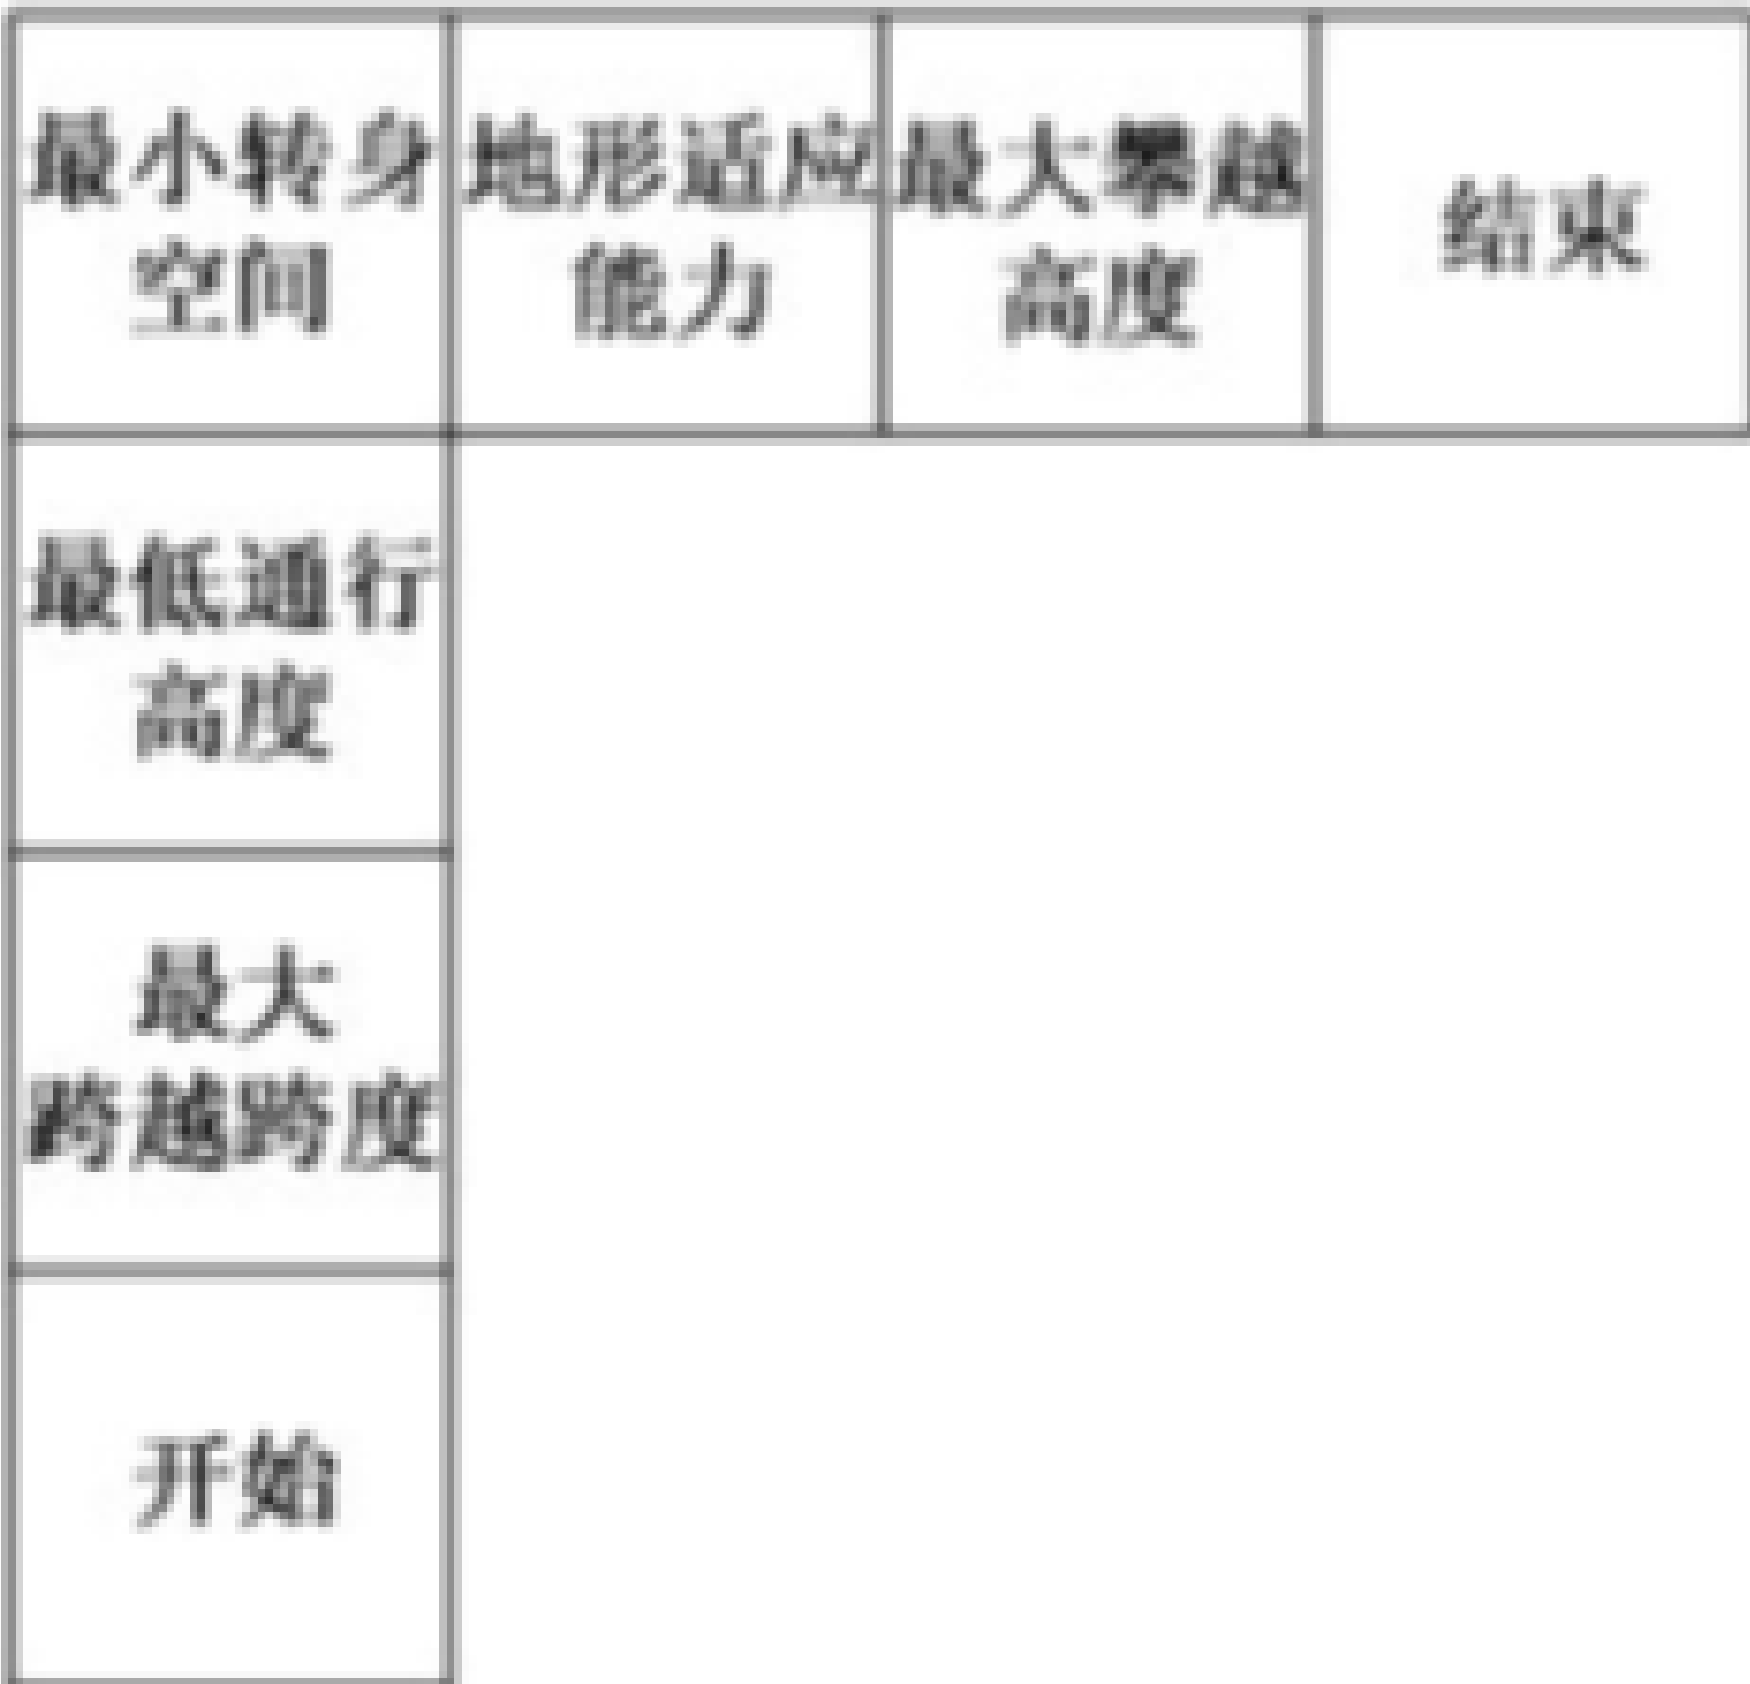 最小转身
空间
地形适应
能力
最大攀越
高度
结束
最低通行
高度
最大
跨越跨度
开始